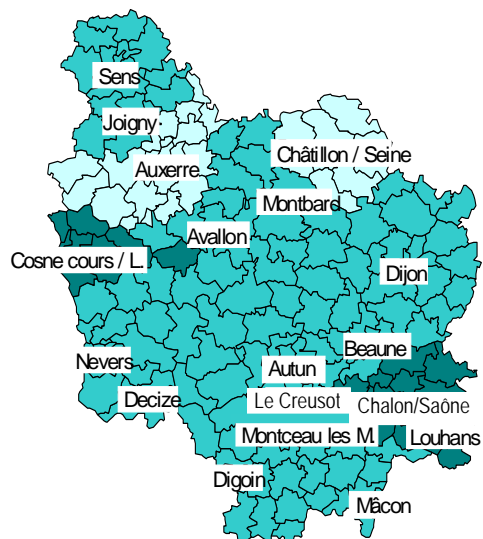 Sens
Joigny
Auxerre
Châtillon / Seine
Montbard
Avallon
Cosne cours / L.
Dijon
Beaune
Nevers
Autun
Decize
Le Creusot
Chalon/Saône
Montceau les M.
Louhans
Digoin
Mâcon